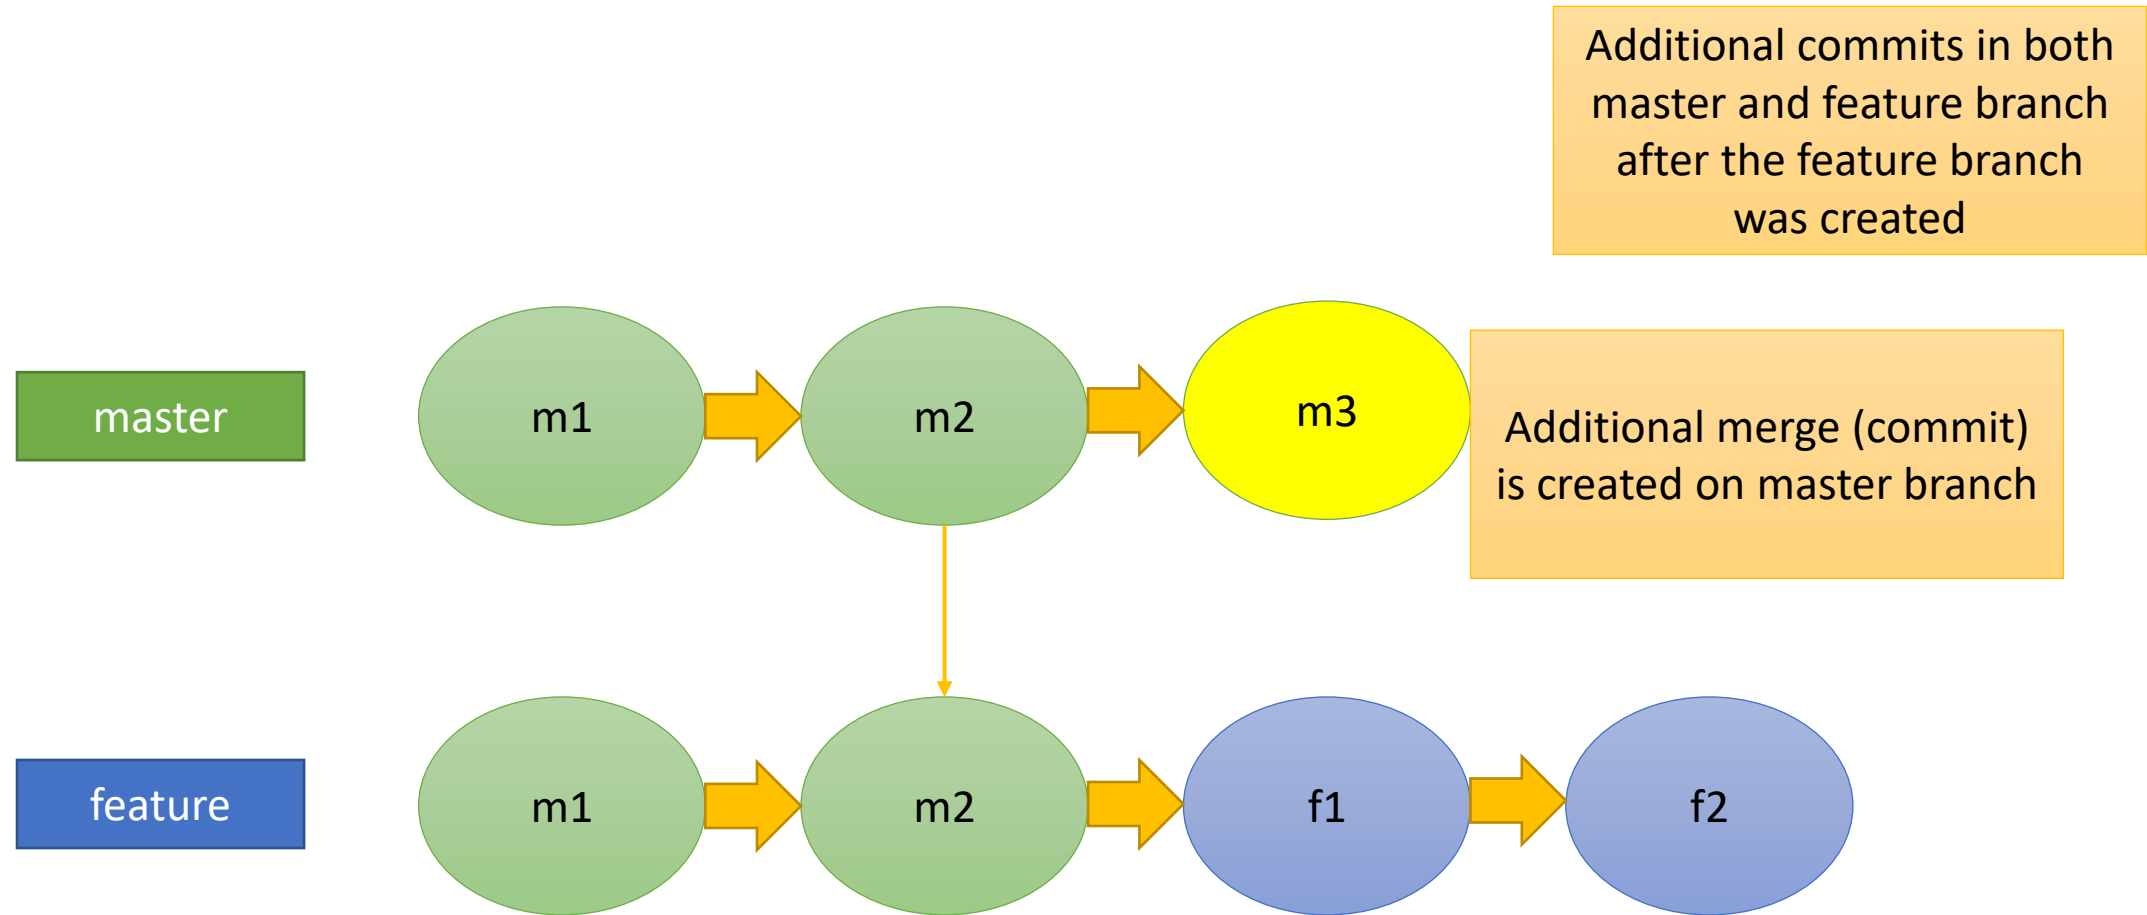 Additional commits in both
master and feature branch
after the feature branch
was created
master
m1
m2
m3
Additional merge (commit)
is created on master branch
feature
m1
m2
f1
f2